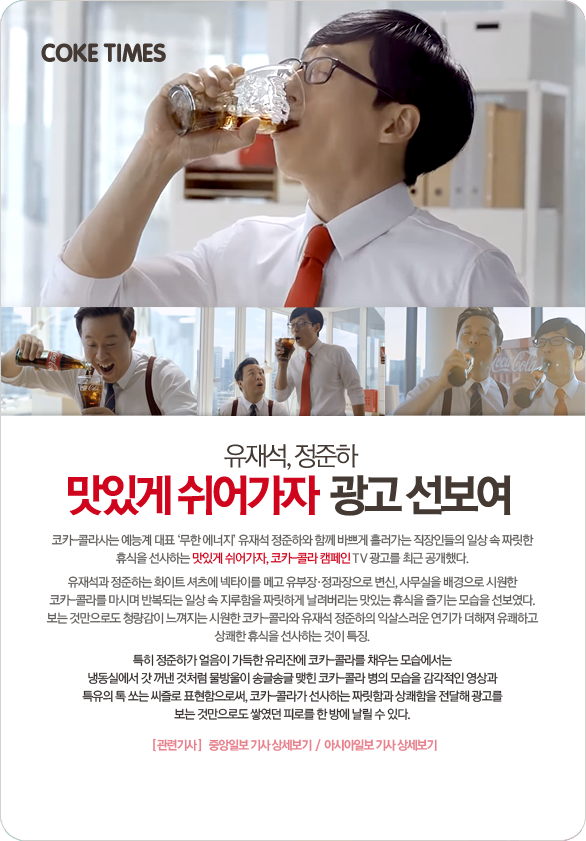 COKE TIMES
Coca-Cola
유재석, 정준하
맛있게 쉬어가자 광고 선보여
코카-콜라사는 예능계 대표 '무한 에너지' 유재석 정준하와 함께 바쁘게 흘러가는 직장인들의 일상 속 짜릿한
휴식을 선사하는 맛있게 쉬어가자, 코카-콜라 캠페인 TV 광고를 최근 공개했다.
유재석과 정준하는 화이트 셔츠에 넥타이를 메고 유부장·정과장으로 변신, 사무실을 배경으로 시원한
코카-콜라를 마시며 반복되는 일상 속 지루함을 짜릿하게 날려버리는 맛있는 휴식을 즐기는 모습을 선보였다.
보는 것만으로도 청량감이 느껴지는 시원한 코카-콜라와 유재석 정준하의 익살스러운 연기가 더해져 유쾌하고
상쾌한 휴식을 선사하는 것이 특징.
특히 정준하가 얼음이 가득한 유리잔에 코카-콜라를 채우는 모습에서는
냉동실에서 갓 꺼낸 것처럼 물방울이 송글송글 맺힌 코카-콜라 병의 모습을 감각적인 영상과
특유의 톡 쏘는 씨즐로 표현함으로써, 코카-콜라가 선사하는 짜릿함과 상쾌함을 전달해 광고를
보는 것만으로도 쌓였던 피로를 한 방에 날릴 수 있다.
[관련기사] 중앙일보 기사 상세보기 / 아시아일보 기사 상세보기